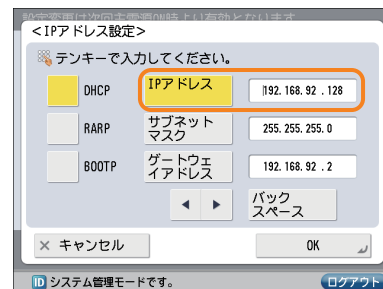 設定変更は次回主電源ON時より有効となります
<IPアドレス設定>
テンキーで入力してください。
DHCP IPアドレス 192.168.92.128
RARP サブネット
マスク 255.255.255.0
BOOTP ゲートウェ
イアドレス 192.168.92.2
◀ ▶ バック
スペース
× キャンセル OK
ID システム管理モードです。 ログアウト